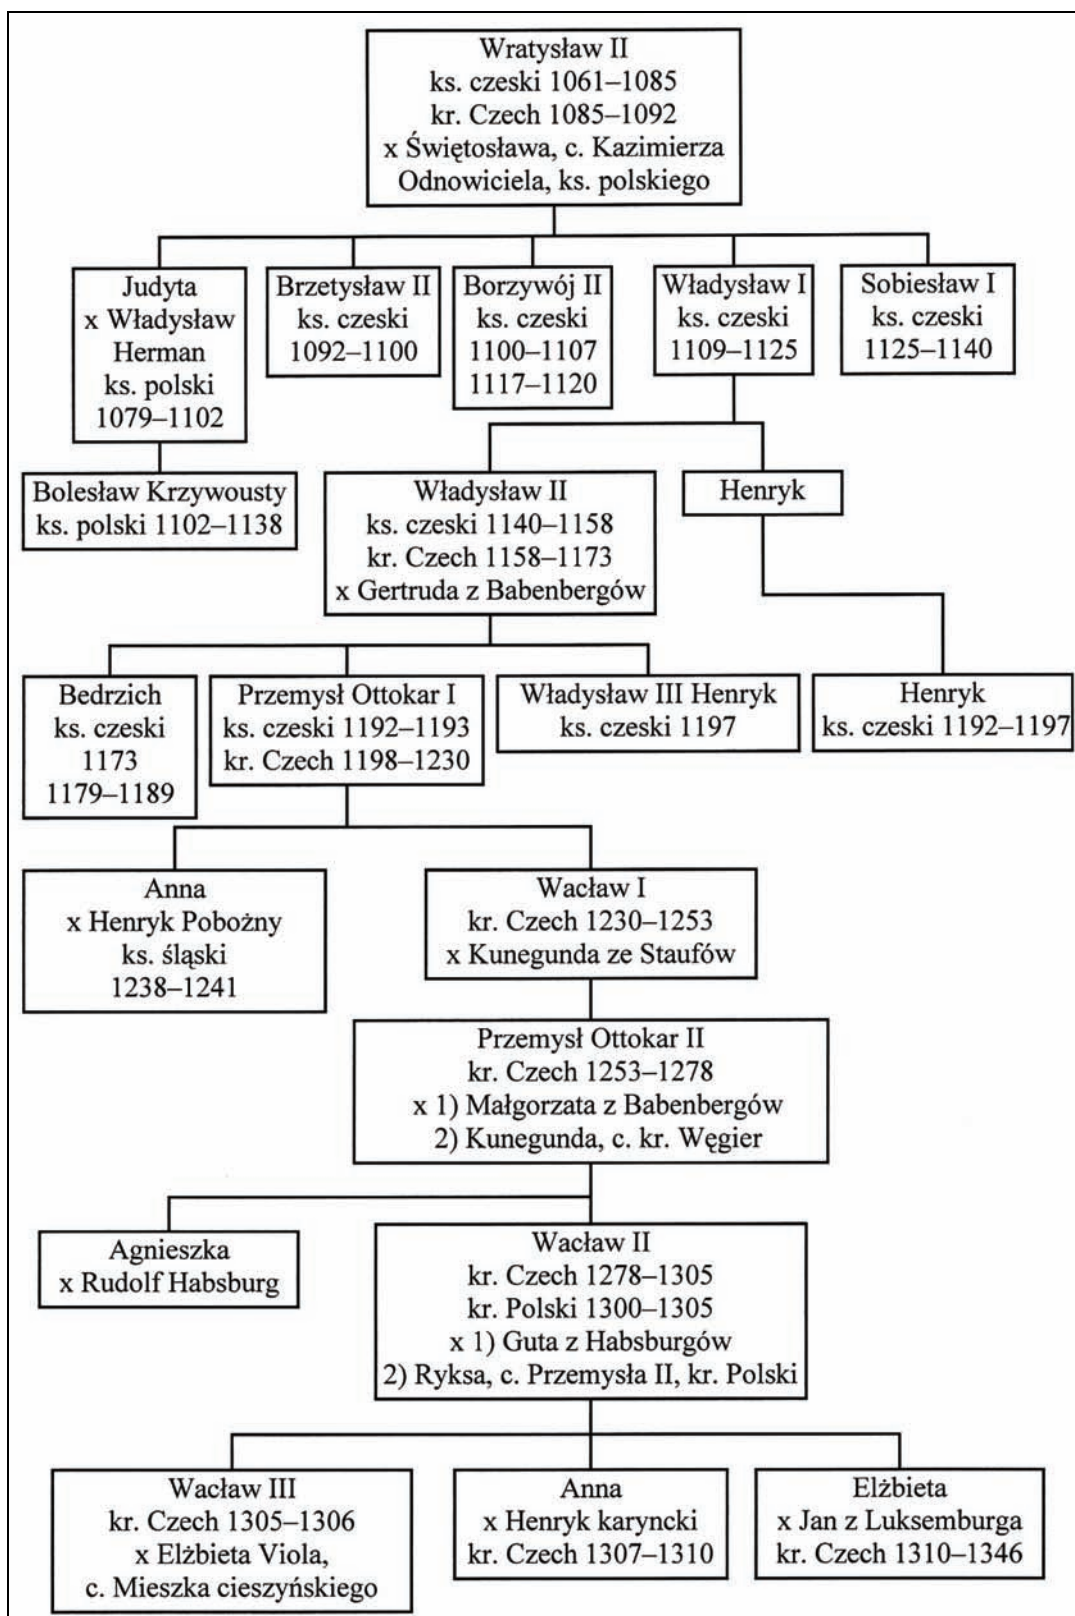 Wratysław II
ks. czeski 1061–1085
kr. Czech 1085–1092
x Świętosława, c. Kazimierza
Odnowiciela, ks. polskiego
Judyta
x Władysław
Herman
ks. polski
1079–1102
Brzetysław II
ks. czeski
1092–1100
Borzywój II
ks. czeski
1100–1107
1117–1120
Władysław I
ks. czeski
1109–1125
Sobiesław I
ks. czeski
1125–1140
Bolesław Krzywousty
ks. polski 1102–1138
Władysław II
ks. czeski 1140–1158
kr. Czech 1158–1173
x Gertruda z Babenbergów
Henryk
Bedrzich
ks. czeski
1173
1179–1189
Przemysł Ottokar I
ks. czeski 1192–1193
kr. Czech 1198–1230
Władysław III Henryk
ks. czeski 1197
Henryk
ks. czeski 1192–1197
Anna
x Henryk Pobożny
ks. śląski
1238–1241
Wacław I
kr. Czech 1230–1253
x Kunegunda ze Staufów
Przemysł Ottokar II
kr. Czech 1253–1278
x 1) Małgorzata z Babenbergów
2) Kunegunda, c. kr. Węgier
Agnieszka
x Rudolf Habsburg
Wacław II
kr. Czech 1278–1305
kr. Polski 1300–1305
x 1) Guta z Habsburgów
2) Ryksa, c. Przemysła II, kr. Polski
Wacław III
kr. Czech 1305–1306
x Elżbieta Viola,
c. Mieszka cieszyńskiego
Anna
x Henryk karyncki
kr. Czech 1307–1310
Elżbieta
x Jan z Luksemburga
kr. Czech 1310–1346